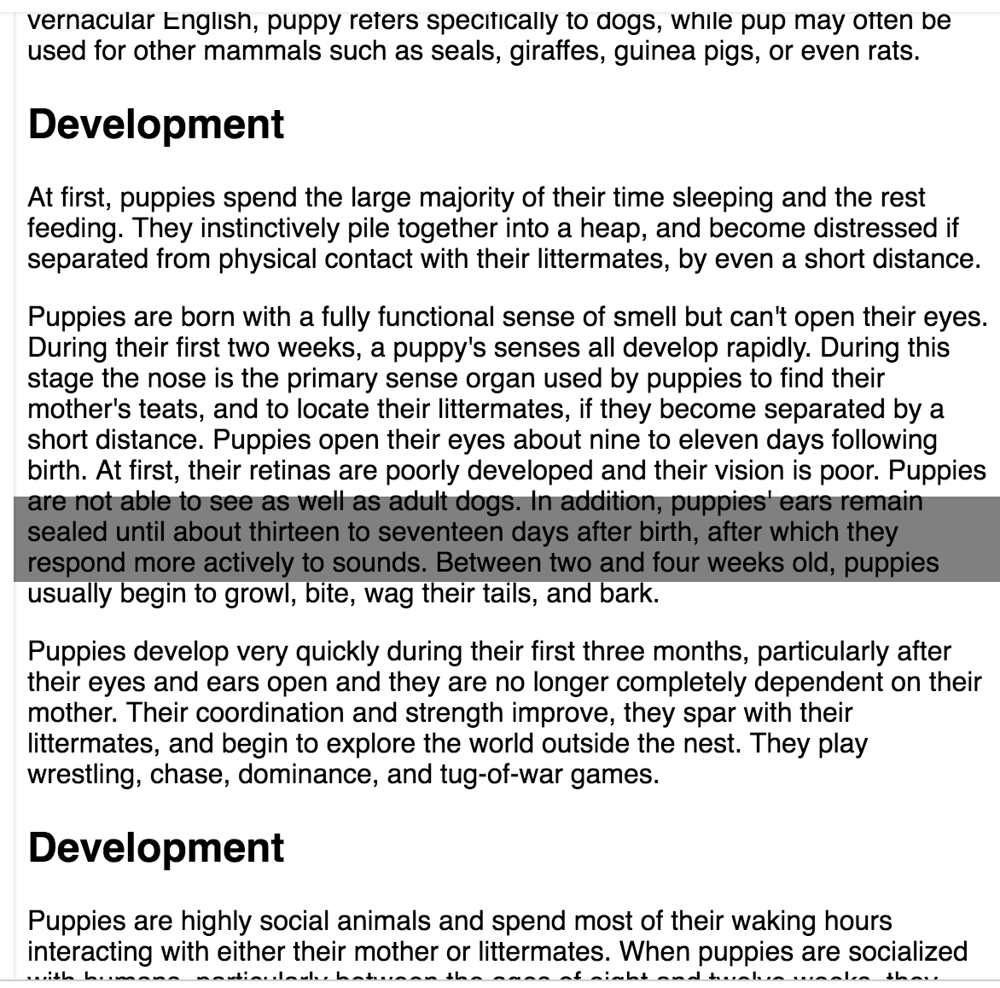 vernacular English, puppy refers specifically to dogs, while pup may often be
used for other mammals such as seals, giraffes, guinea pigs, or even rats.
Development
At first, puppies spend the large majority of their time sleeping and the rest
feeding. They instinctively pile together into a heap, and become distressed if
separated from physical contact with their littermates, by even a short distance.
Puppies are born with a fully functional sense of smell but can't open their eyes.
During their first two weeks, a puppy's senses all develop rapidly. During this
stage the nose is the primary sense organ used by puppies to find their
mother's teats, and to locate their littermates, if they become separated by a
short distance. Puppies open their eyes about nine to eleven days following
birth. At first, their retinas are poorly developed and their vision is poor. Puppies
are not able to see as well as adult dogs. In addition, puppies' ears remain
sealed until about thirteen to seventeen days after birth, after which they
respond more actively to sounds. Between two and four weeks old, puppies
usually begin to growl, bite, wag their tails, and bark.
Puppies develop very quickly during their first three months, particularly after
their eyes and ears open and they are no longer completely dependent on their
mother. Their coordination and strength improve, they spar with their
littermates, and begin to explore the world outside the nest. They play
wrestling, chase, dominance, and tug-of-war games.
Development
Puppies are highly social animals and spend most of their waking hours
interacting with either their mother or littermates. When puppies are socialized
with humans, particularly between the ages of eight and twelve weeks, they